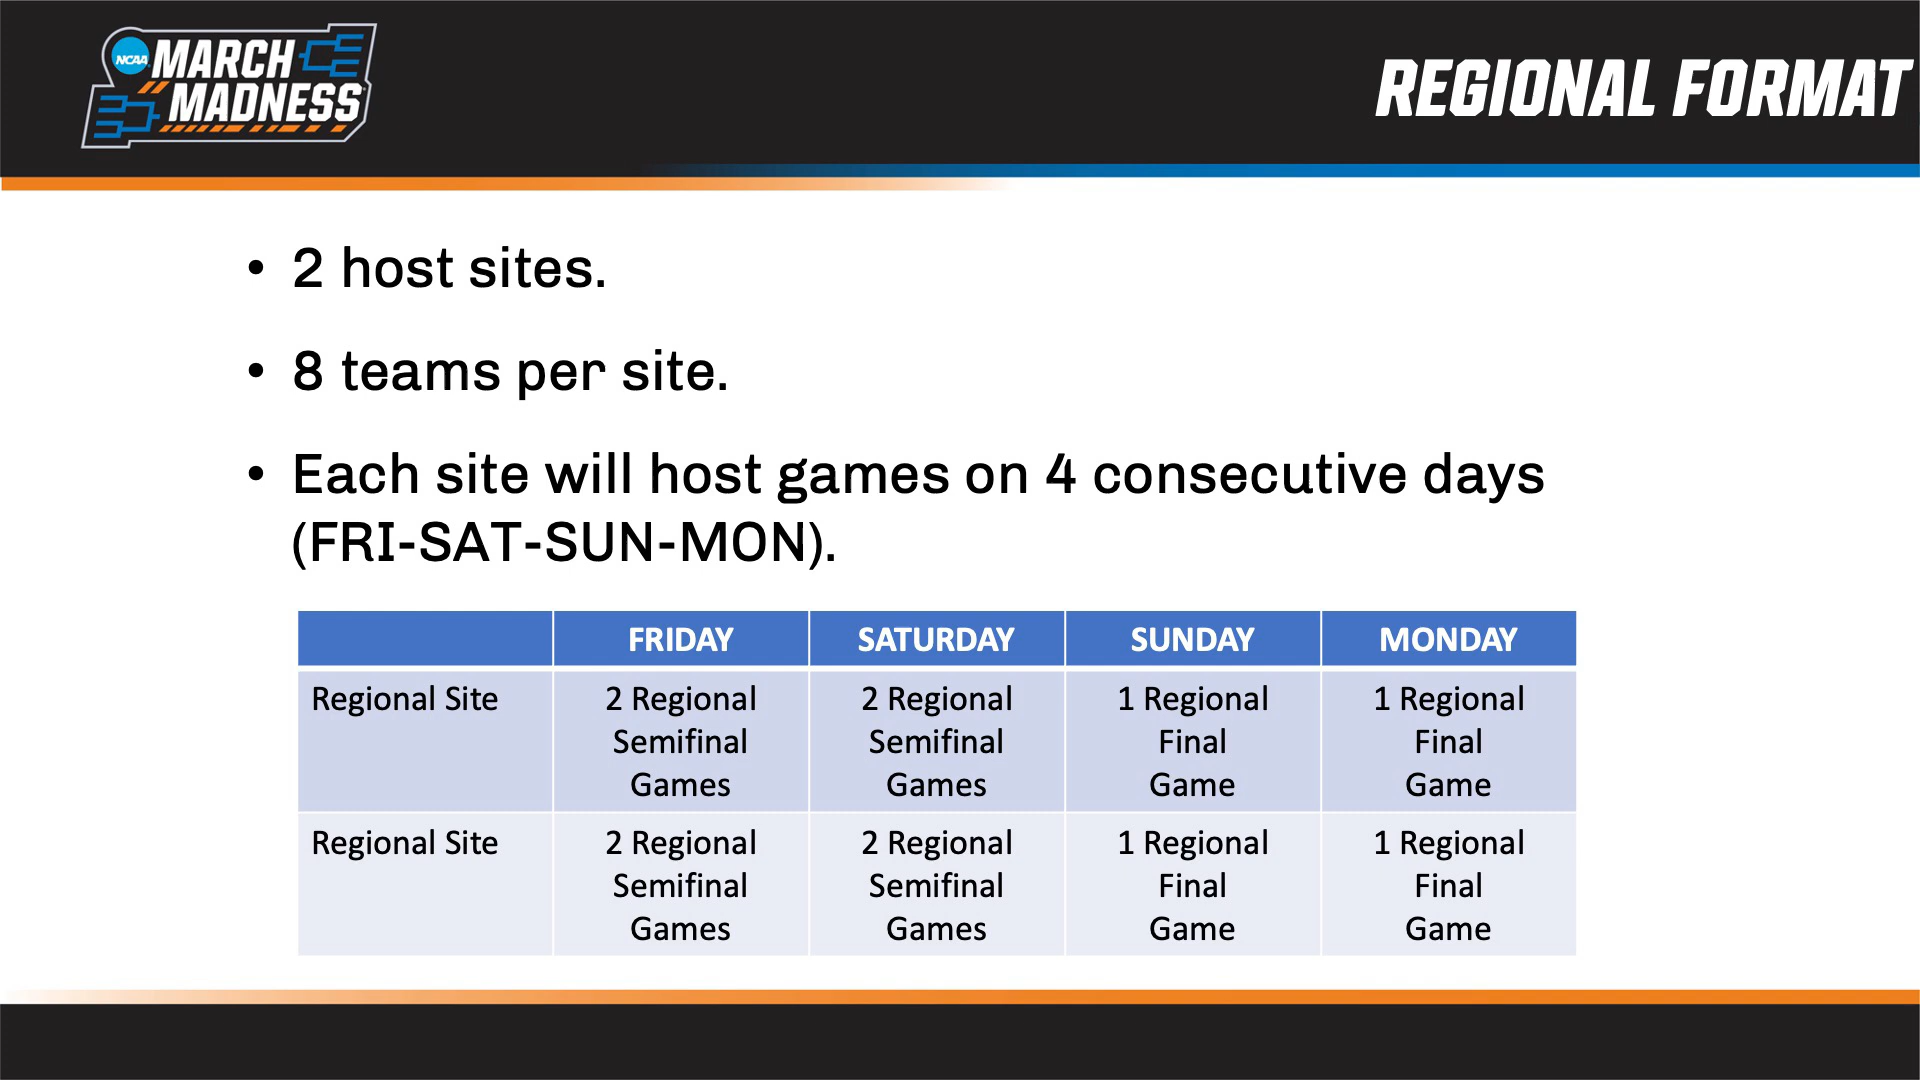 NCAA
MARCH
MADNESS
REGIONAL FORMAT
• 2 host sites.
• 8 teams per site.
• Each site will host games on 4 consecutive days
(FRI-SAT-SUN-MON).
FRIDAY SATURDAY SUNDAY MONDAY
Regional Site 2 Regional 2 Regional 1 Regional 1 Regional
Semifinal Semifinal Final Final
Games Games Game Game
Regional Site 2 Regional 2 Regional 1 Regional 1 Regional
Semifinal Semifinal Final Final
Games Games Game Game